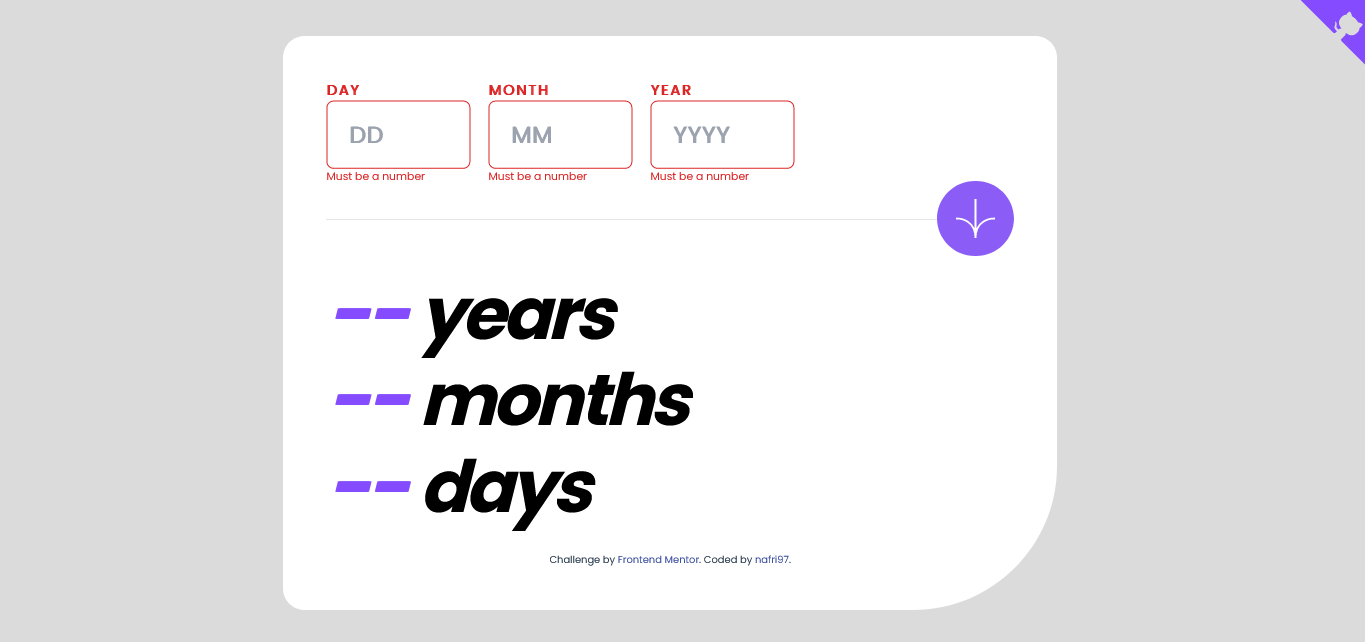 DAY MONTH YEAR
DD MM YYYY
Must be a number Must be a number Must be a number
-- years
-- months
-- days
Challenge by Frontend Mentor. Coded by nafri97.